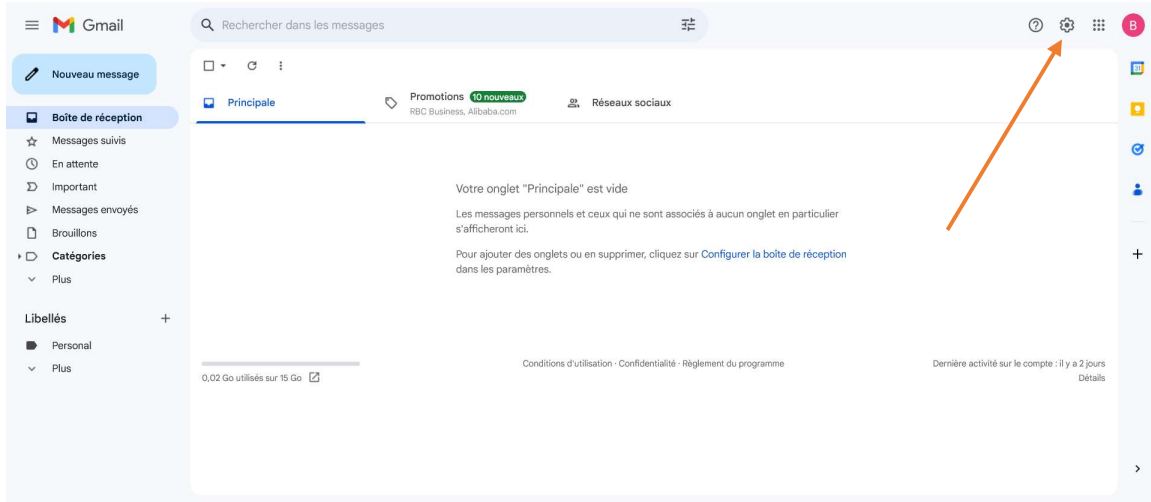 Gmail
Rechercher dans les messages
B
Nouveau message
31
Principale
Promotions 10 nouveaux
RBC Business, Alibaba.com
Réseaux sociaux
Boîte de réception
Messages suivis
En attente
Important
Messages envoyés
Brouillons
Catégories
Plus
Libellés
Personal
Plus
Votre onglet "Principale" est vide
Les messages personnels et ceux qui ne sont associés à aucun onglet en particulier
s'afficheront ici.
Pour ajouter des onglets ou en supprimer, cliquez sur Configurer la boîte de réception
dans les paramètres.
0,02 Go utilisés sur 15 Go
Conditions d'utilisation · Confidentialité · Règlement du programme
Dernière activité sur le compte : il y a 2 jours
Détails